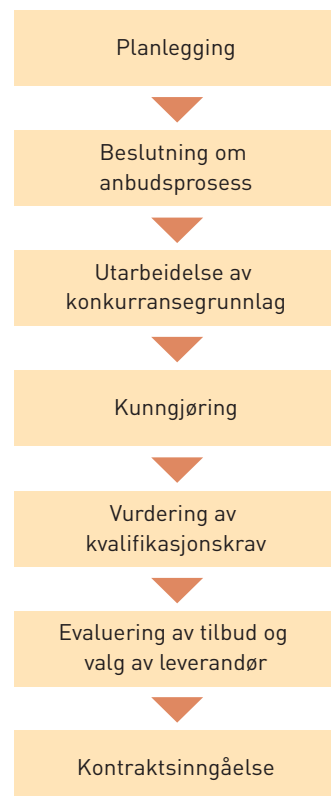 Planlegging
Beslutning om
anbudsprosess
Utarbeidelse av
konkurransegrunnlag
Kunngjøring
Vurdering av
kvalifikasjonskrav
Evaluering av tilbud og
valg av leverandør
Kontraktsinngåelse